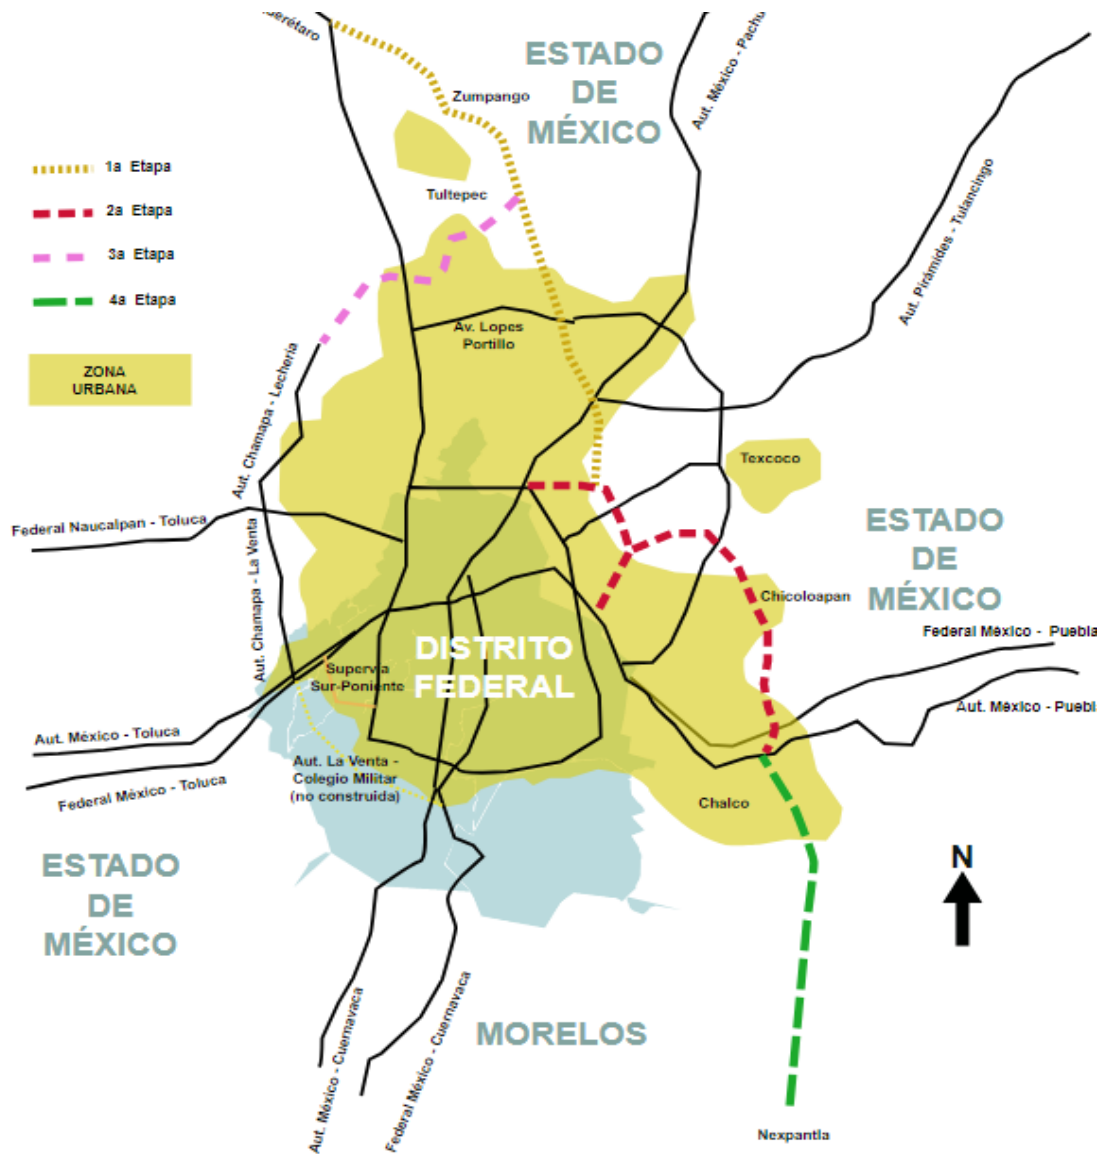 Querétaro
ESTADO
DE
MÉXICO
Aut. México - Pachu
Zumpango
1a Etapa
2a Etapa
3a Etapa
4a Etapa
Tultepec
Aut. Pirámides - Tulancingo
Av. Lopes
Portillo
ZONA
URBANA
Aut. Chamapa - Lechería
Texcoco
Federal Naucalpan - Toluca
ESTADO
DE
MÉXICO
Aut. Chamapa - La Venta
Chicoloapan
Federal México - Puebla
DISTRITO
FEDERAL
Supervía
Sur-Poniente
Aut. México - Puebla
Aut. México - Toluca
Federal México - Toluca
Aut. La Venta -
Colegio Militar
(no construida)
Chalco
ESTADO
DE
MÉXICO
N
Aut. México - Cuernavaca
Federal México - Cuernavaca
MORELOS
Nexpantla